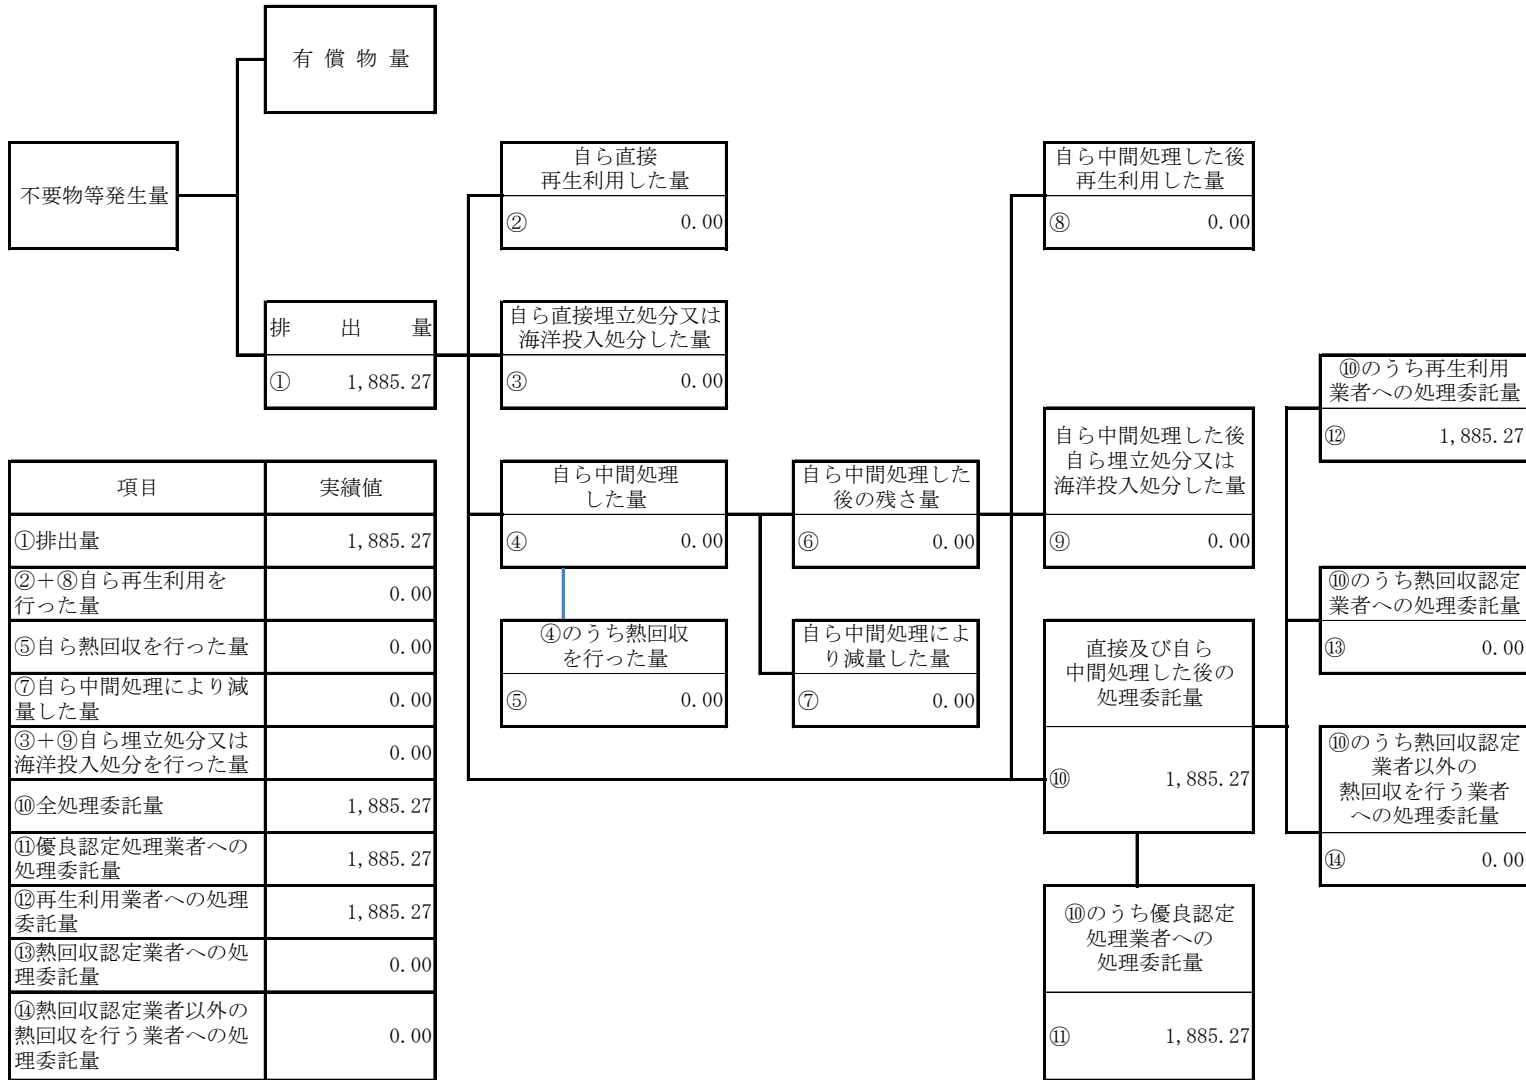 有償物量
不要物等発生量
自ら直接
再生利用した量
② 0.00
自ら中間処理した後
再生利用した量
⑧ 0.00
排出量
① 1,885.27
自ら直接埋立処分又は
海洋投入処分した量
③ 0.00
⑩のうち再生利用
業者への処理委託量
⑫ 1,885.27
自ら中間処理
した量
④ 0.00
自ら中間処理した
後の残さ量
⑥ 0.00
自ら中間処理した後
自ら埋立処分又は
海洋投入処分した量
⑨ 0.00
④のうち熱回収
を行った量
⑤ 0.00
自ら中間処理によ
り減量した量
⑦ 0.00
直接及び自ら
中間処理した後の
処理委託量
⑩ 1,885.27
⑩のうち熱回収認定
業者への処理委託量
⑬ 0.00
⑩のうち熱回収認定
業者以外の
熱回収を行う業者
への処理委託量
⑭ 0.00
⑩のうち優良認定
処理業者への
処理委託量
⑪ 1,885.27
項目 実績値
①排出量 1,885.27
②+⑧自ら再生利用を
行った量 0.00
⑤自ら熱回収を行った量 0.00
⑦自ら中間処理により減
量した量 0.00
③+⑨自ら埋立処分又は
海洋投入処分を行った量 0.00
⑩全処理委託量 1,885.27
⑪優良認定処理業者への
処理委託量 1,885.27
⑫再生利用業者への処理
委託量 1,885.27
⑬熱回収認定業者への処
理委託量 0.00
⑭熱回収認定業者以外の
熱回収を行う業者への処
理委託量 0.00